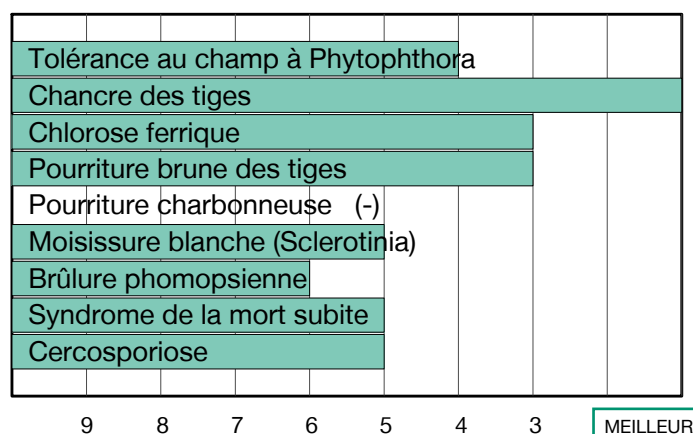 Tolérance au champ à Phytophthora
Chancre des tiges
Chlorose ferrique
Pourriture brune des tiges
Pourriture charbonneuse (-)
Moisissure blanche (Sclerotinia)
Brûlure phomopsienne
Syndrome de la mort subite
Cercosporiose
9 8 7 6 5 4 3 MEILLEUR